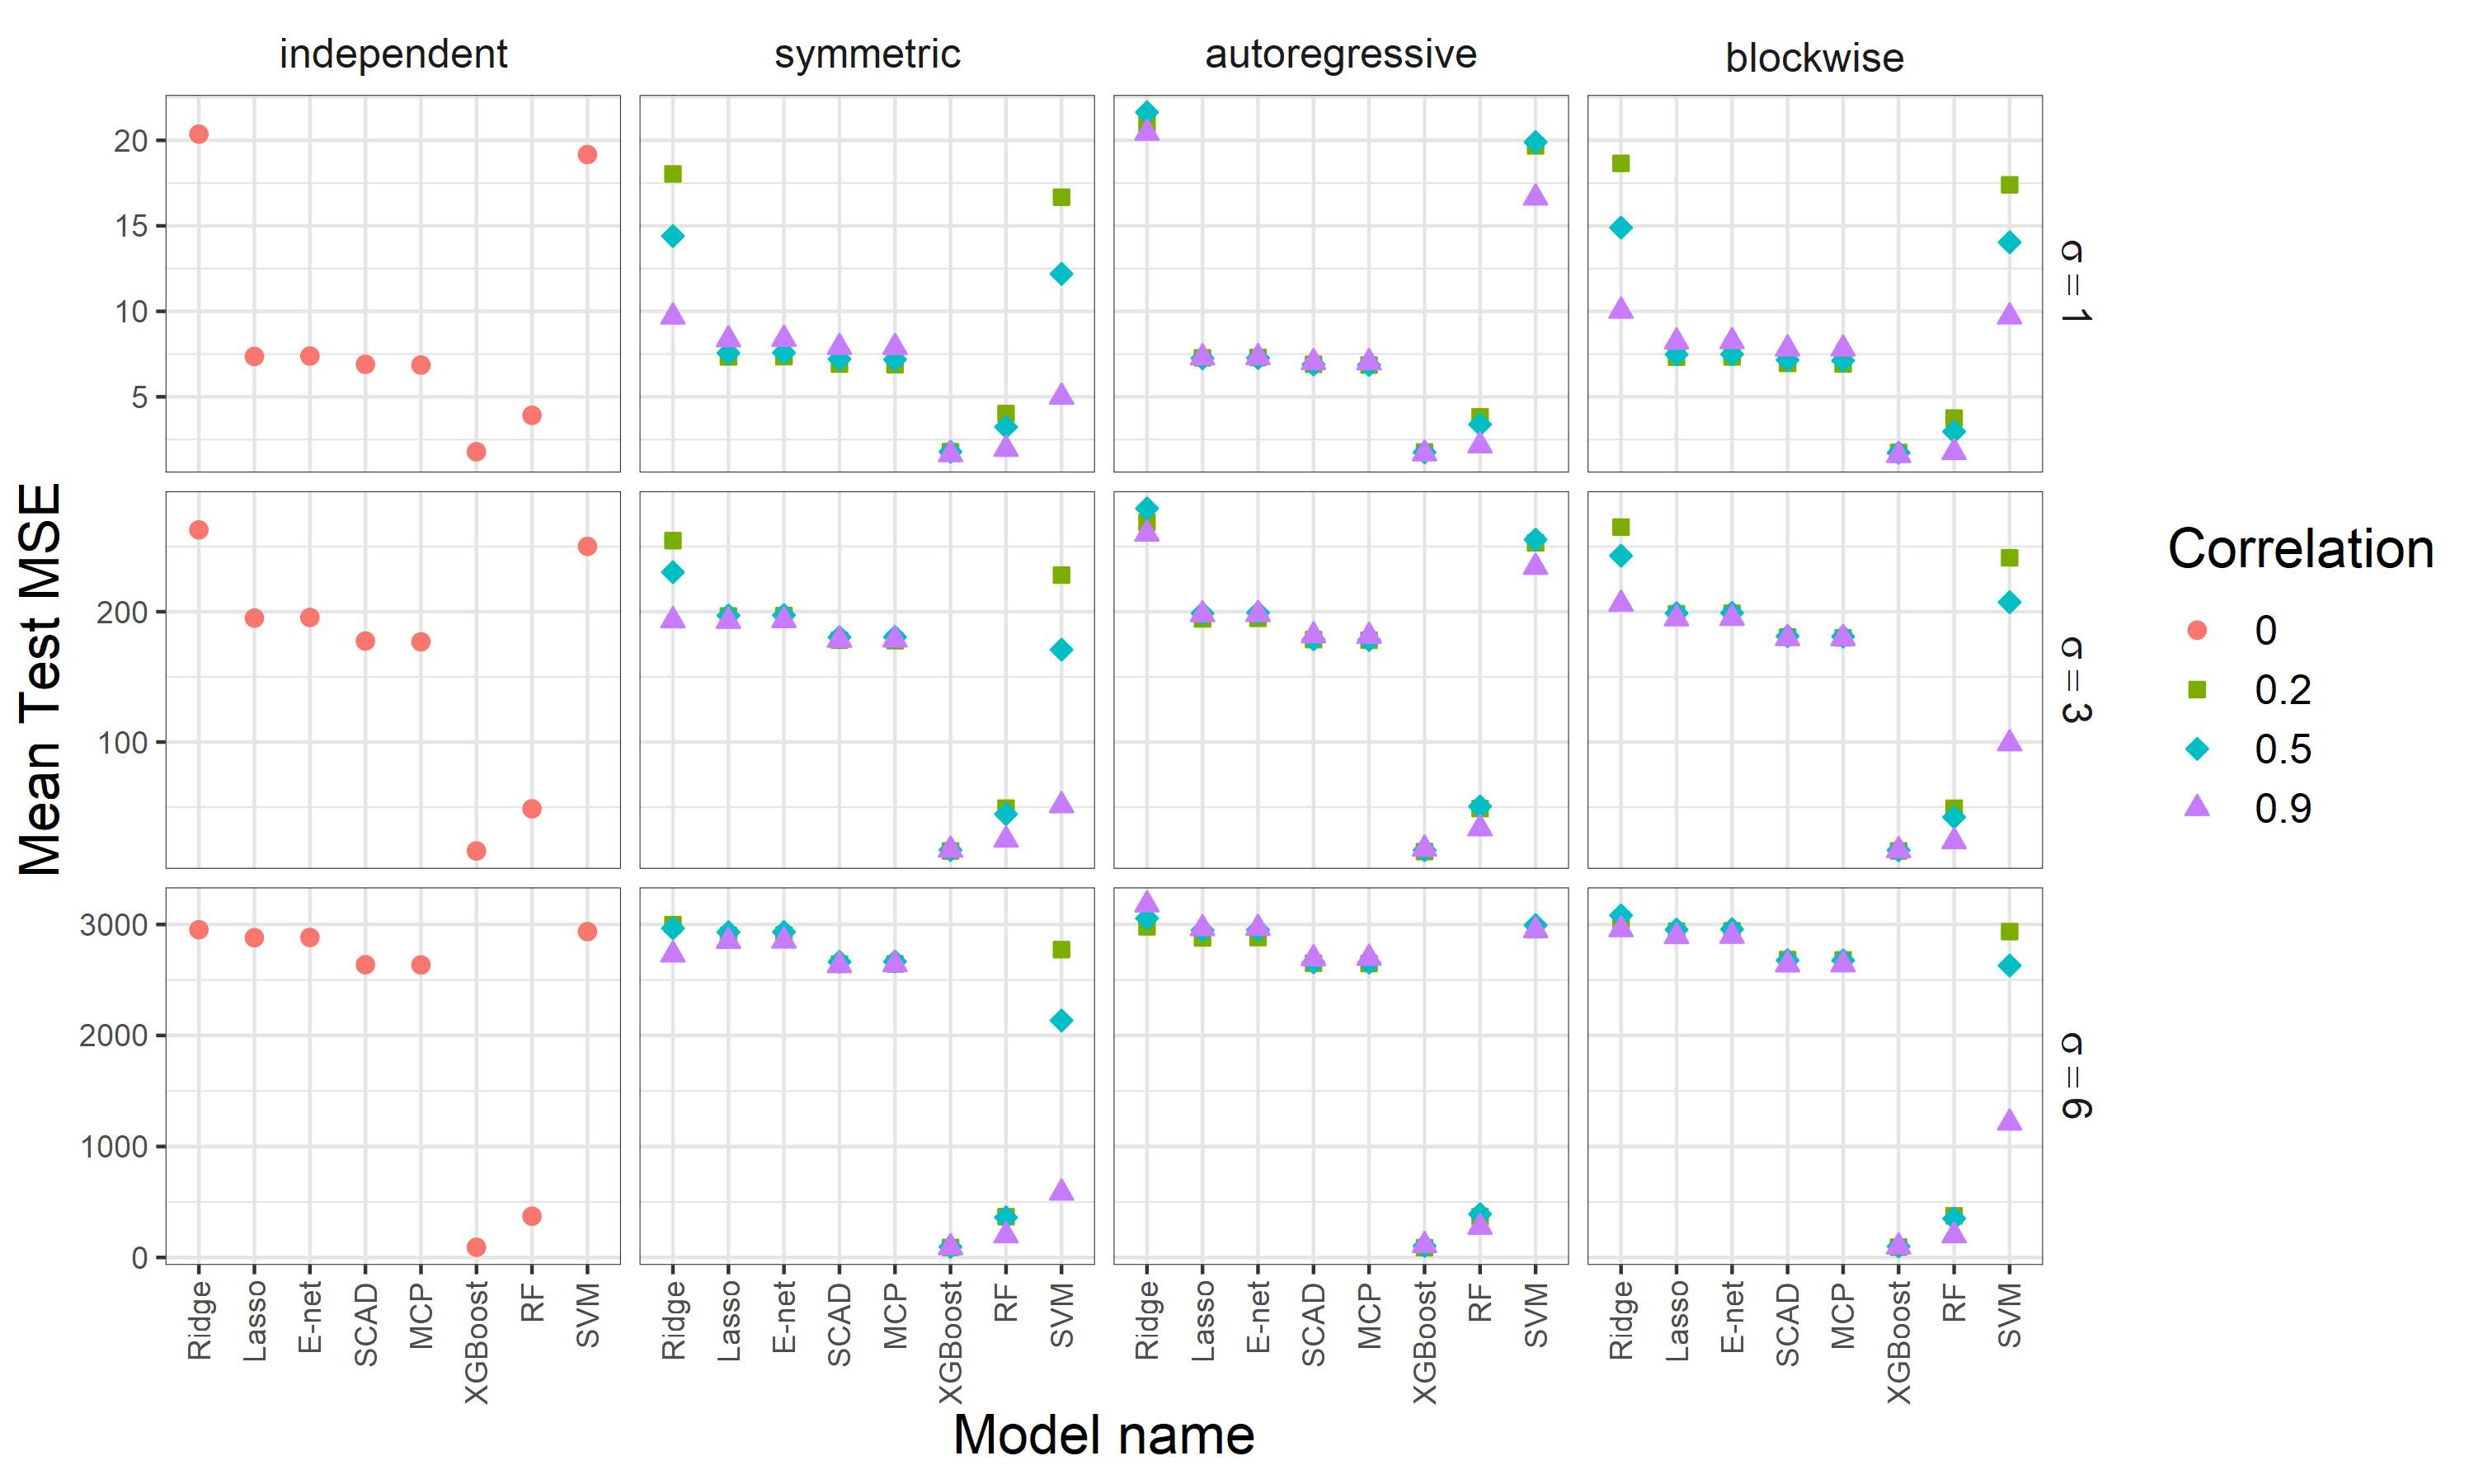 independent
symmetric
autoregressive
blockwise
20
15
10
5
σ = 1
200
100
σ = 3
3000
2000
1000
0
σ = 6
Mean Test MSE
Ridge
Lasso
E-net
SCAD
MCP
XGBoost
RF
SVM
Ridge
Lasso
E-net
SCAD
MCP
XGBoost
RF
SVM
Ridge
Lasso
E-net
SCAD
MCP
XGBoost
RF
SVM
Ridge
Lasso
E-net
SCAD
MCP
XGBoost
RF
SVM
Model name
Correlation
0
0.2
0.5
0.9